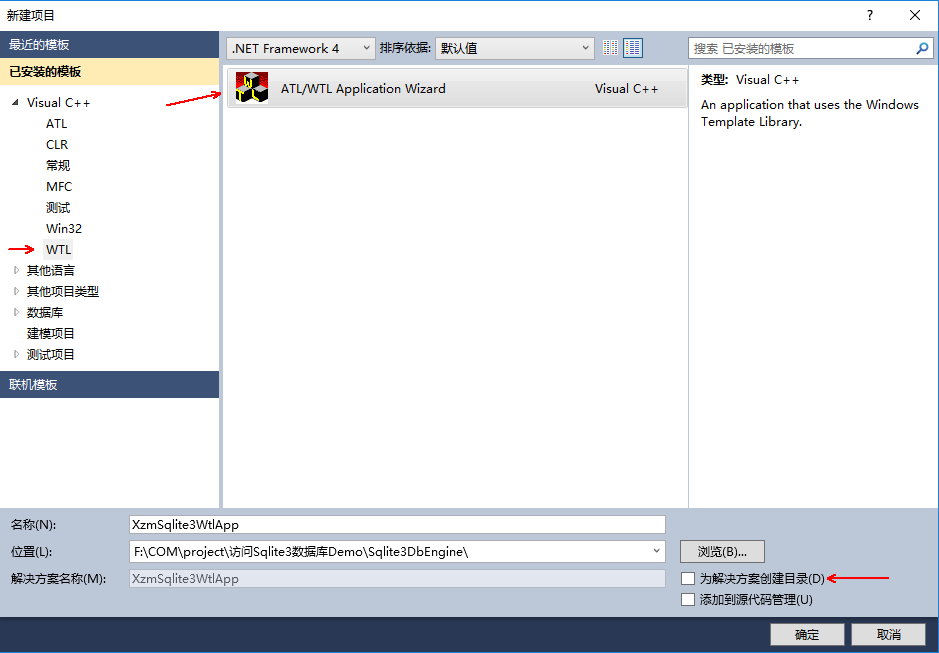 新建项目
?
最近的模板
已安装的模板
Visual C++
ATL
CLR
常规
MFC
测试
Win32
WTL
其他语言
其他项目类型
数据库
建模项目
测试项目
联机模板
.NET Framework 4
排序依据:
默认值
搜索 已安装的模板
ATL/WTL Application Wizard
Visual C++
类型: Visual C++
An application that uses the Windows
Template Library.
名称(N):
XzmSqlite3WtlApp
位置(L):
F:\COM\project\访问Sqlite3数据库Demo\Sqlite3DbEngine\
浏览(B)...
解决方案名称(M):
XzmSqlite3WtlApp
为解决方案创建目录(D)
添加到源代码管理(U)
确定
取消